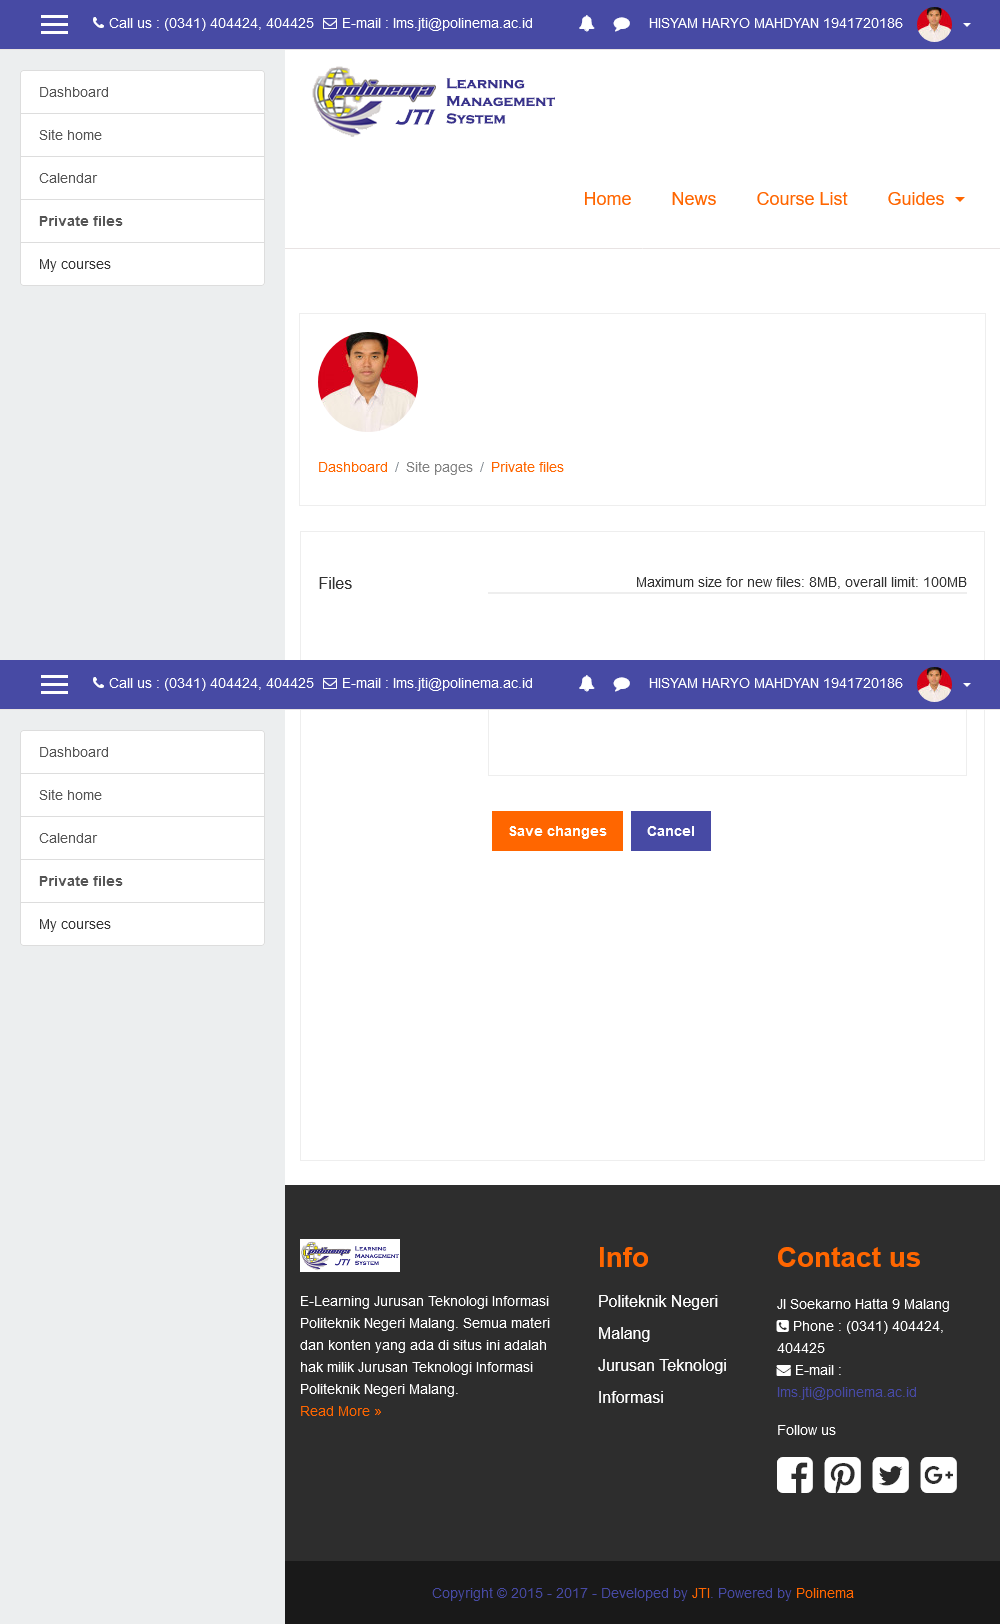 Call us : (0341) 404424, 404425 E-mail : lms.jti@polinema.ac.id HISYAM HARYO MAHDYAN 1941720186
Dashboard
Site home
Calendar
Private files
My courses
polinema JTI
LEARNING
MANAGEMENT
SYSTEM
Home News Course List Guides
Dashboard / Site pages / Private files
Files
Maximum size for new files: 8MB, overall limit: 100MB
Call us : (0341) 404424, 404425 E-mail : lms.jti@polinema.ac.id HISYAM HARYO MAHDYAN 1941720186
Dashboard
Site home
Calendar
Private files
My courses
Save changes Cancel
polinema JTI
LEARNING
MANAGEMENT
SYSTEM
E-Learning Jurusan Teknologi Informasi
Politeknik Negeri Malang. Semua materi
dan konten yang ada di situs ini adalah
hak milik Jurusan Teknologi Informasi
Politeknik Negeri Malang.
Read More »
Info
Politeknik Negeri
Malang
Jurusan Teknologi
Informasi
Contact us
Jl Soekarno Hatta 9 Malang
Phone : (0341) 404424,
404425
E-mail :
lms.jti@polinema.ac.id
Follow us
Copyright © 2015 - 2017 - Developed by JTI. Powered by Polinema